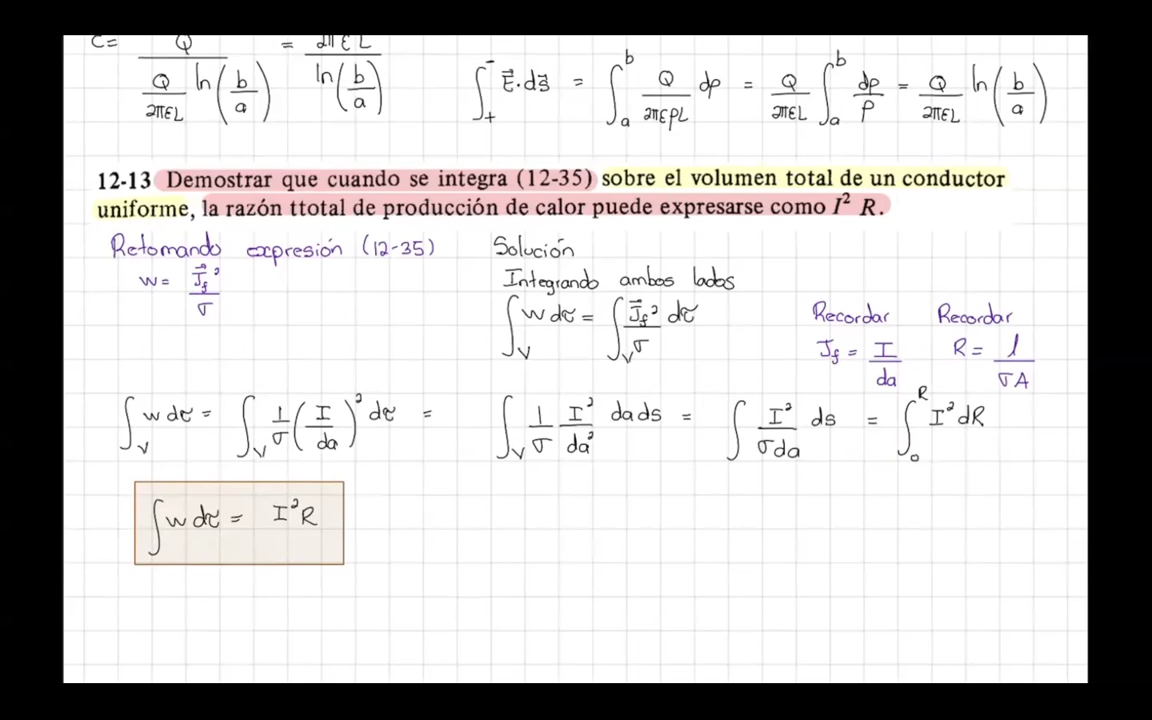 C = Q / (Q/2πεL ln(b/a)) = 2πεL / ln(b/a)
∫₊⁻ E⃗·ds⃗ = ∫ₐᵇ Q/2περL dρ = Q/2πεL ∫ₐᵇ dρ/ρ = Q/2πεL ln(b/a)
12-13 Demostrar que cuando se integra (12-35) sobre el volumen total de un conductor
uniforme, la razón ttotal de producción de calor puede expresarse como I² R.
Retomando expresión (12-35)
w = J⃗f²/σ
Solución
Integrando ambos lados
∫v w dτ = ∫v J⃗f²/σ dτ
Recordar
Jf = I/da
Recordar
R = l/σA
∫v w dτ = ∫v 1/σ (I/da)² dτ = ∫v 1/σ I²/da² da ds = ∫ I²/σda ds = ∫₀ᴿ I² dR
∫ w dτ = I²R